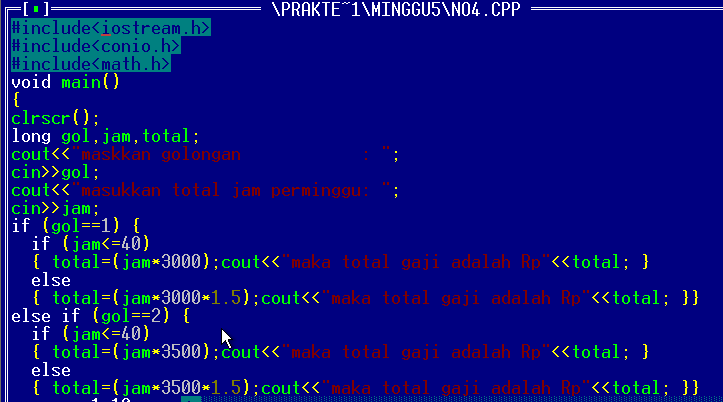 [■] \PRAKTE~1\MINGGU5\NO4.CPP
#include<iostream.h>
#include<conio.h>
#include<math.h>
void main()
{
clrscr();
long gol,jam,total;
cout<<"maskkan golongan            : ";
cin>>gol;
cout<<"masukkan total jam perminggu: ";
cin>>jam;
if (gol==1) {
  if (jam<=40)
  { total=(jam*3000);cout<<"maka total gaji adalah Rp"<<total; }
  else
  { total=(jam*3000*1.5);cout<<"maka total gaji adalah Rp"<<total; }}
else if (gol==2) {
  if (jam<=40)
  { total=(jam*3500);cout<<"maka total gaji adalah Rp"<<total; }
  else
  { total=(jam*3500*1.5);cout<<"maka total gaji adalah Rp"<<total; }}